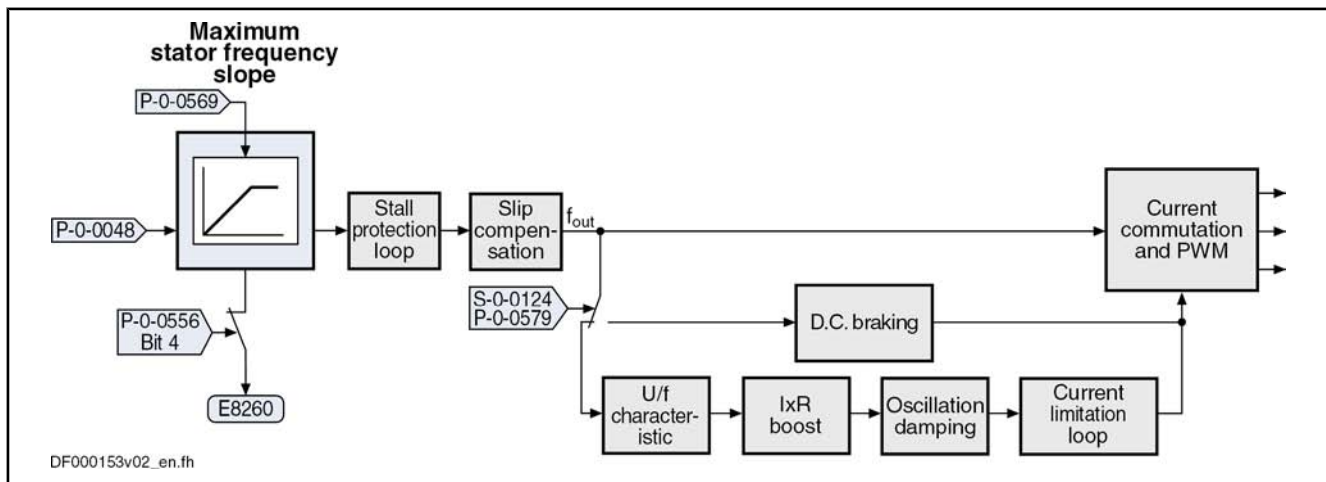 Maximum
stator frequency
slope
P-0-0569
P-0-0048
Stall
protection
loop
Slip
compen-
sation
fout
Current
commutation
and PWM
P-0-0556
Bit 4
E8260
S-0-0124
P-0-0579
D.C. braking
U/f
character-
istic
IxR
boost
Oscillation
damping
Current
limitation
loop
DF000153v02_en.fh